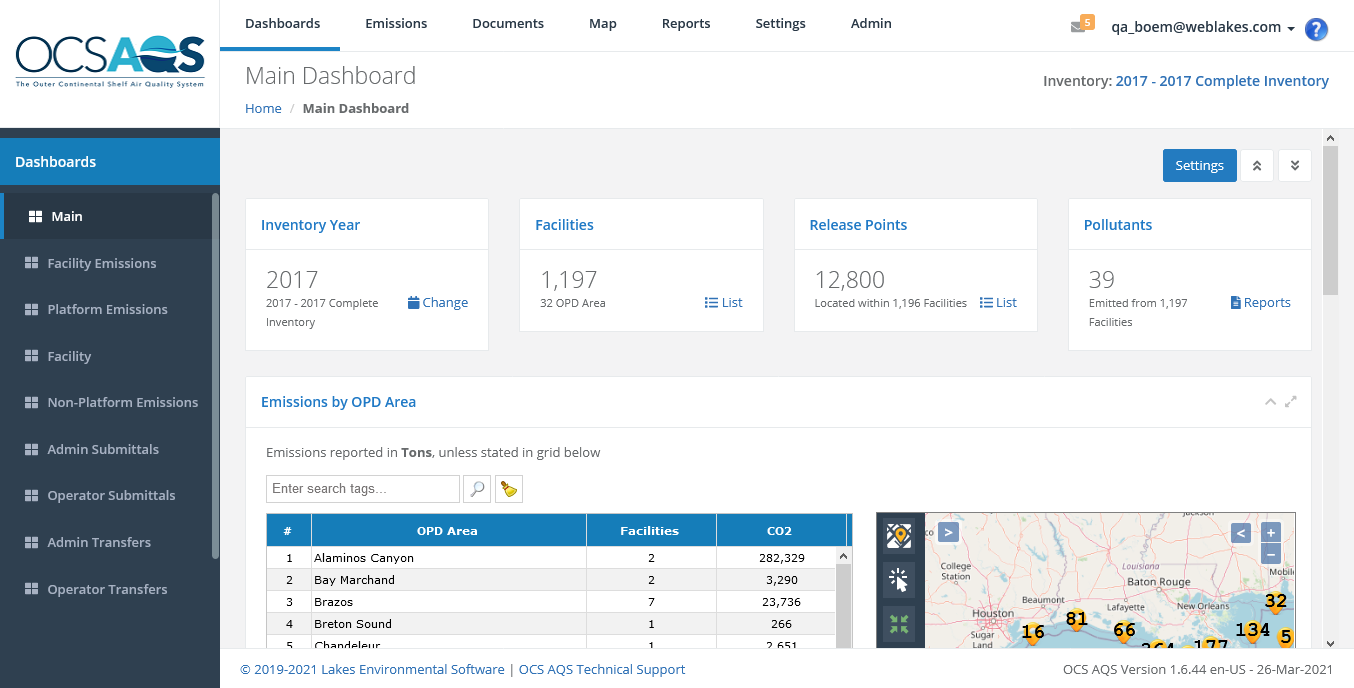 OCSAQS
The Outer Continental Shelf Air Quality System
Dashboards Emissions Documents Map Reports Settings Admin
5 qa_boem@weblakes.com ?
Main Dashboard
Home / Main Dashboard
Inventory: 2017 - 2017 Complete Inventory
Dashboards
Main
Facility Emissions
Platform Emissions
Facility
Non-Platform Emissions
Admin Submittals
Operator Submittals
Admin Transfers
Operator Transfers
Settings
Inventory Year
2017
2017 - 2017 Complete
Inventory
Change
Facilities
1,197
32 OPD Area
List
Release Points
12,800
Located within 1,196 Facilities
List
Pollutants
39
Emitted from 1,197
Facilities
Reports
Emissions by OPD Area
Emissions reported in Tons, unless stated in grid below
Enter search tags...
# OPD Area Facilities CO2
1 Alaminos Canyon 2 282,329
2 Bay Marchand 2 3,290
3 Brazos 7 23,736
4 Breton Sound 1 266
5 Chandeleur 1 2,651
Jackson
co > < +
−
College
Station
Louisiana
Baton Rouge
Mobil
Beaumont
Lafayette
New Orleans
32
Houston
81
16
66
134
5
Sugar
Land
264
177
© 2019-2021 Lakes Environmental Software | OCS AQS Technical Support
OCS AQS Version 1.6.44 en-US - 26-Mar-2021